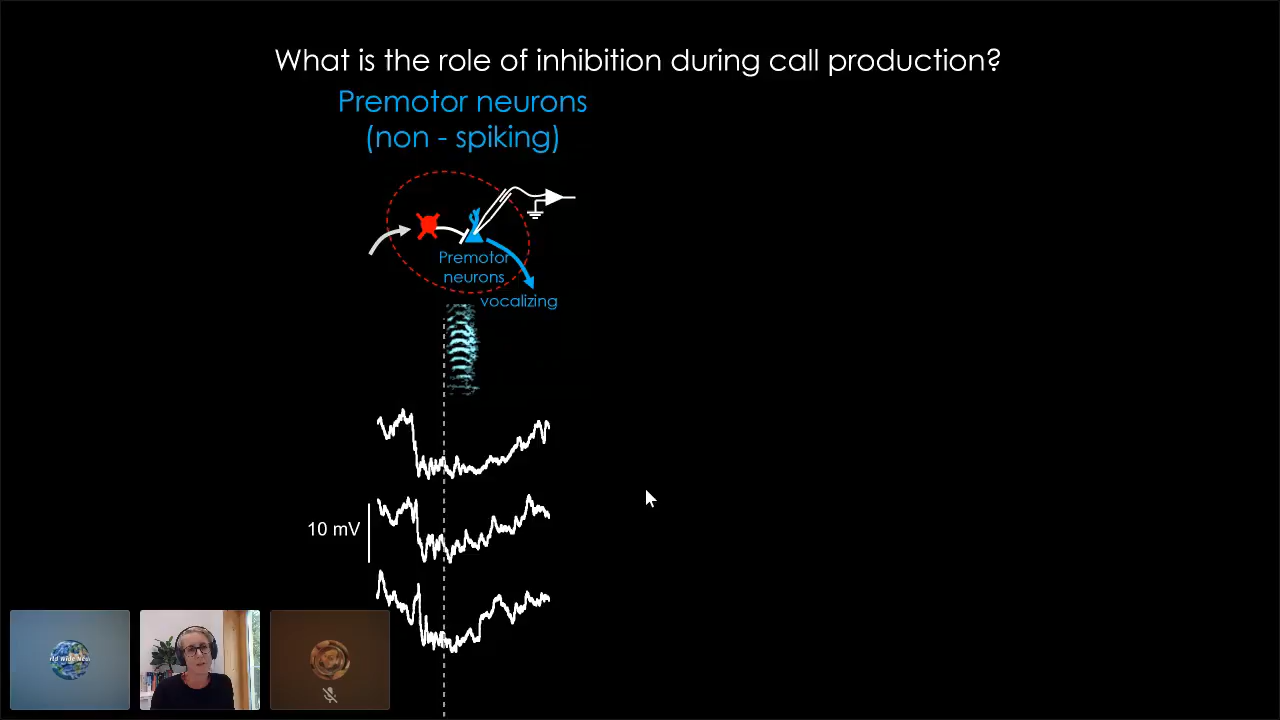 What is the role of inhibition during call production?
Premotor neurons
(non - spiking)
Premotor
neurons
vocalizing
10 mV